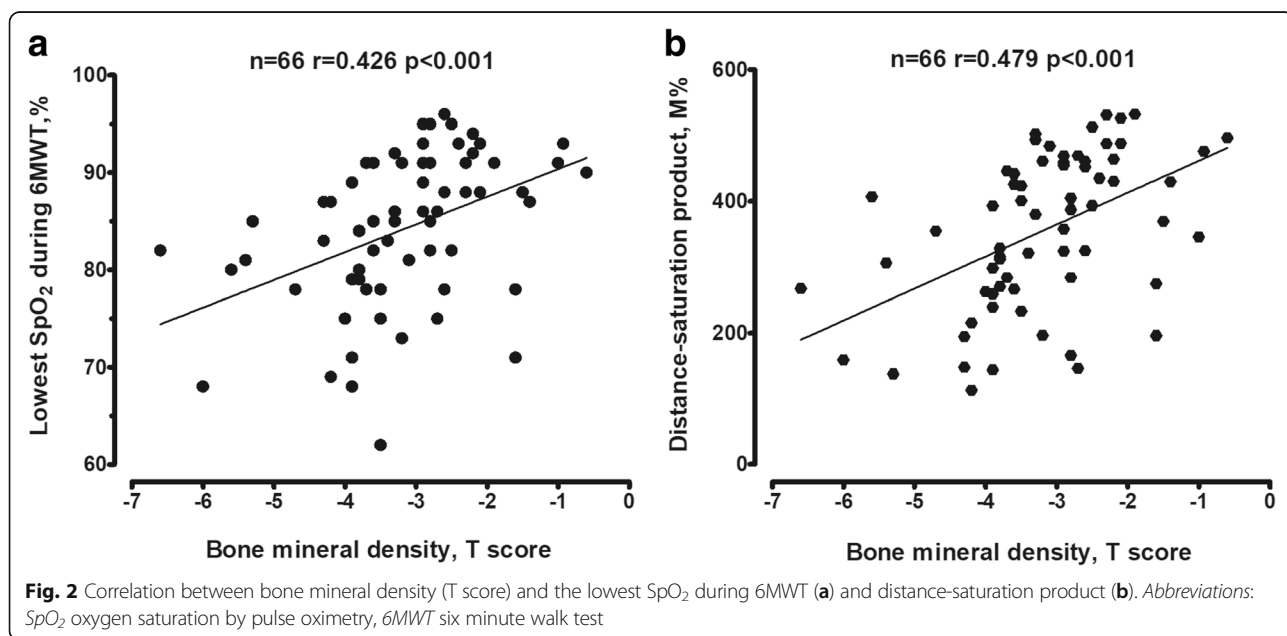 a
n=66 r=0.426 p<0.001
100
90
80
70
60
Lowest SpO₂ during 6MWT,%
-7 -6 -5 -4 -3 -2 -1 0
Bone mineral density, T score
b
n=66 r=0.479 p<0.001
600
400
200
0
Distance-saturation product, M%
-7 -6 -5 -4 -3 -2 -1 0
Bone mineral density, T score
Fig. 2 Correlation between bone mineral density (T score) and the lowest SpO₂ during 6MWT (a) and distance-saturation product (b). Abbreviations:
SpO₂ oxygen saturation by pulse oximetry, 6MWT six minute walk test